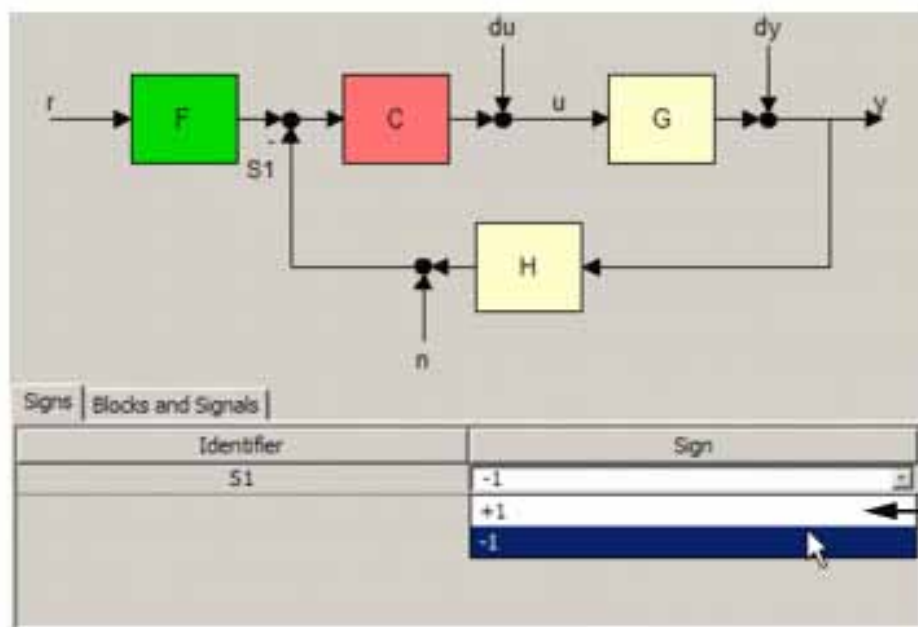 du dy
r F C u G y
-
S1
H
n
Signs Blocks and Signals
Identifier Sign
S1 -1
+1
-1